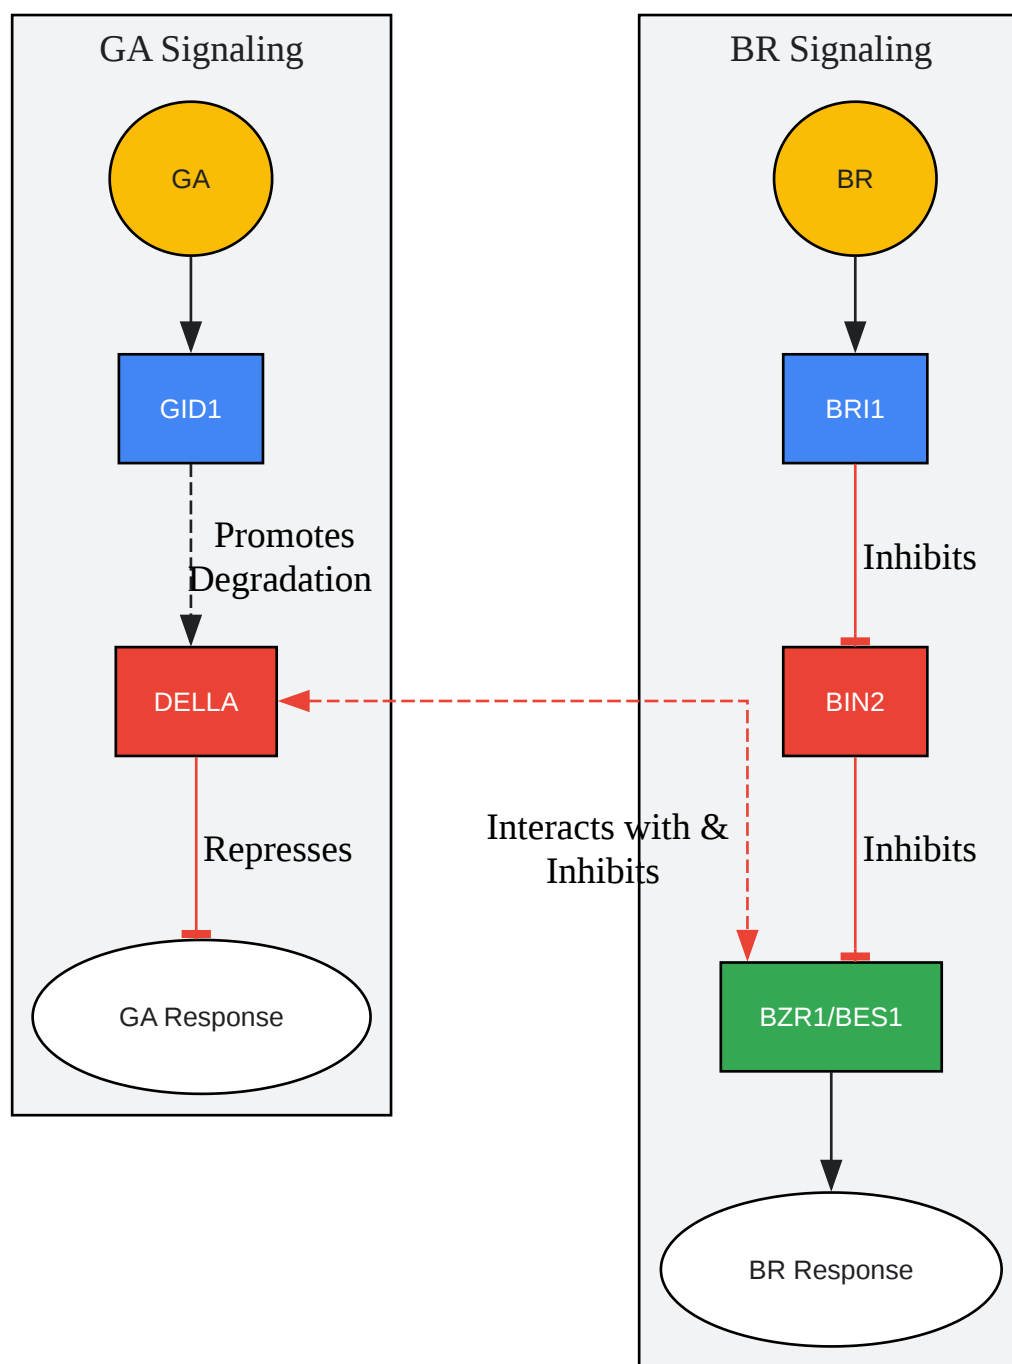 GA Signaling
GA
GID1
Promotes
Degradation
DELLA
Represses
GA Response
Interacts with &
Inhibits
BR Signaling
BR
BRI1
Inhibits
BIN2
Inhibits
BZR1/BES1
BR Response